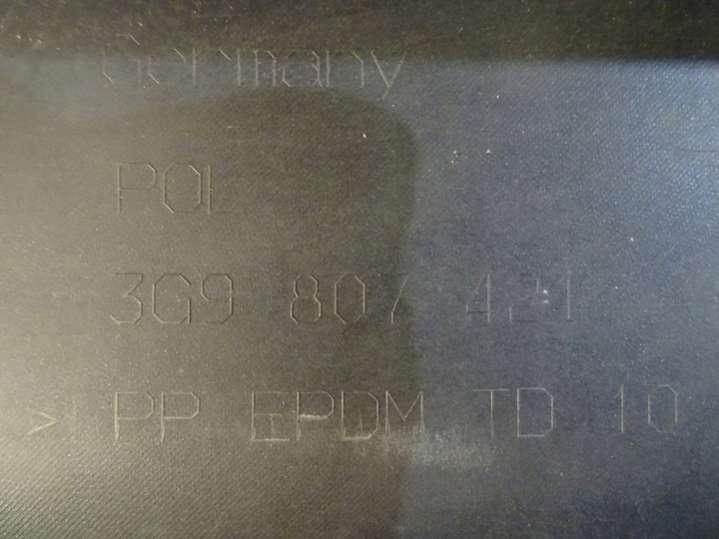 Germany
POL
3G9 807 421
> PP EPDM TD 10